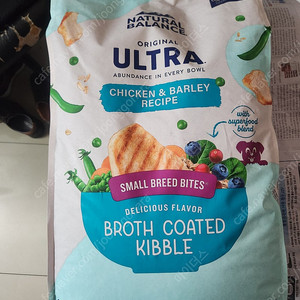 NATURAL
BALANCE
ORIGINAL
ULTRA
ABUNDANCE IN EVERY BOWL
CHICKEN & BARLEY
RECIPE
with
superfood
blend
SMALL BREED BITES
DELICIOUS FLAVOR
BROTH COATED
KIBBLE